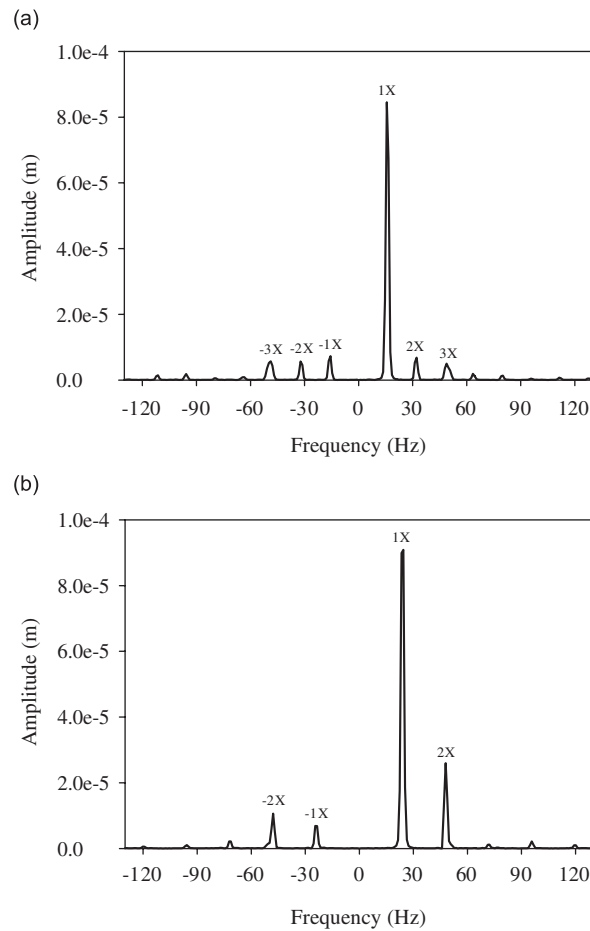 (a)
1.0e-4
1X
8.0e-5
6.0e-5
Amplitude (m)
4.0e-5
2.0e-5
-3X -2X -1X 2X 3X
0.0
-120 -90 -60 -30 0 30 60 90 120
Frequency (Hz)
(b)
1.0e-4
1X
8.0e-5
6.0e-5
Amplitude (m)
4.0e-5
2X
2.0e-5
-2X -1X
0.0
-120 -90 -60 -30 0 30 60 90 120
Frequency (Hz)